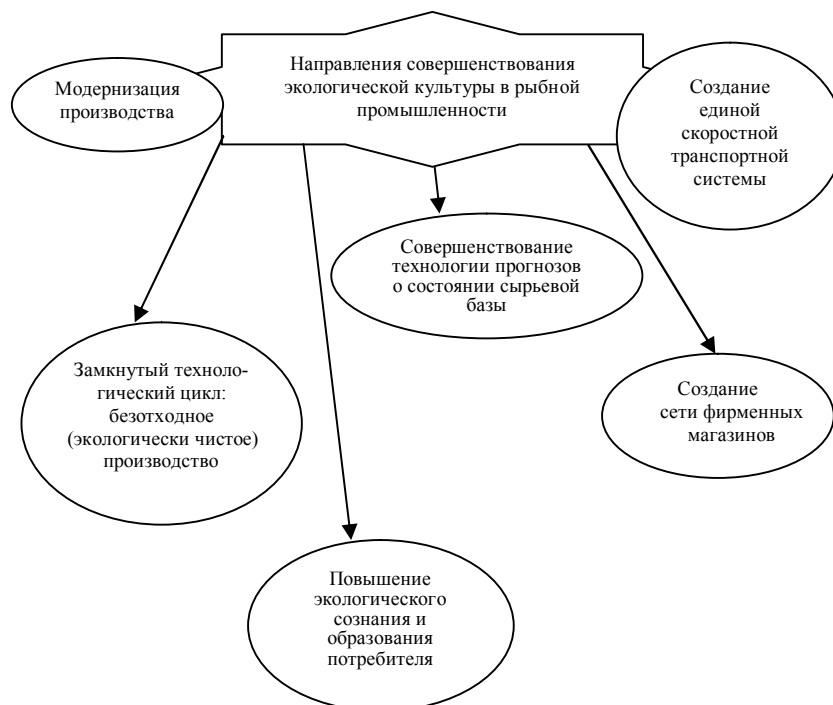 Направления совершенствования
экологической культуры в рыбной
промышленности
Модернизация
производства
Создание
единой
скоростной
транспортной
системы
Совершенствование
технологии прогнозов
о состоянии сырьевой
базы
Замкнутый техноло-
гический цикл:
безотходное
(экологически чистое)
производство
Создание
сети фирменных
магазинов
Повышение
экологического
сознания и
образования
потребителя